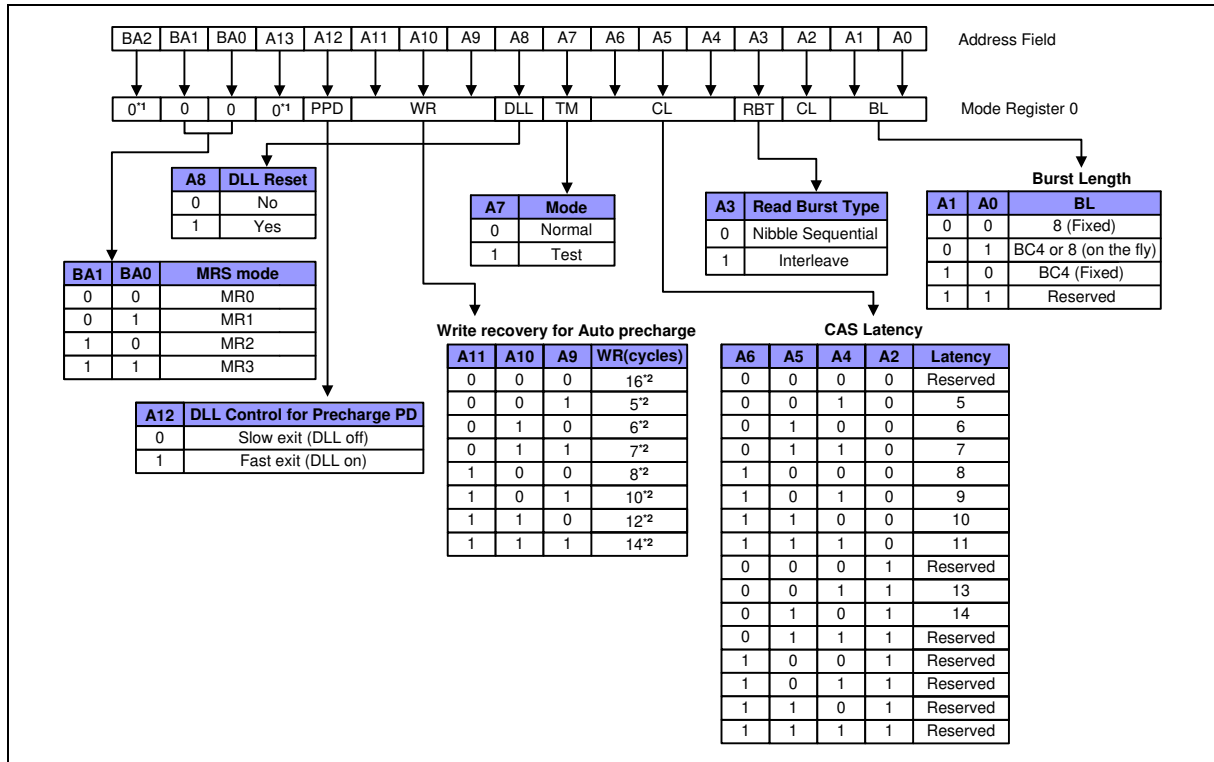 BA2 BA1 BA0 A13 A12 A11 A10 A9 A8 A7 A6 A5 A4 A3 A2 A1 A0 Address Field
0*1 0 0 0*1 PPD WR DLL TM CL RBT CL BL Mode Register 0
A8 DLL Reset
0 No
1 Yes
A7 Mode
0 Normal
1 Test
A3 Read Burst Type
0 Nibble Sequential
1 Interleave
Burst Length
A1 A0 BL
0 0 8 (Fixed)
0 1 BC4 or 8 (on the fly)
1 0 BC4 (Fixed)
1 1 Reserved
BA1 BA0 MRS mode
0 0 MR0
0 1 MR1
1 0 MR2
1 1 MR3
A12 DLL Control for Precharge PD
0 Slow exit (DLL off)
1 Fast exit (DLL on)
Write recovery for Auto precharge
A11 A10 A9 WR(cycles)
0 0 0 16*2
0 0 1 5*2
0 1 0 6*2
0 1 1 7*2
1 0 0 8*2
1 0 1 10*2
1 1 0 12*2
1 1 1 14*2
CAS Latency
A6 A5 A4 A2 Latency
0 0 0 0 Reserved
0 0 1 0 5
0 1 0 0 6
0 1 1 0 7
1 0 0 0 8
1 0 1 0 9
1 1 0 0 10
1 1 1 0 11
0 0 0 1 Reserved
0 0 1 1 13
0 1 0 1 14
0 1 1 1 Reserved
1 0 0 1 Reserved
1 0 1 1 Reserved
1 1 0 1 Reserved
1 1 1 1 Reserved